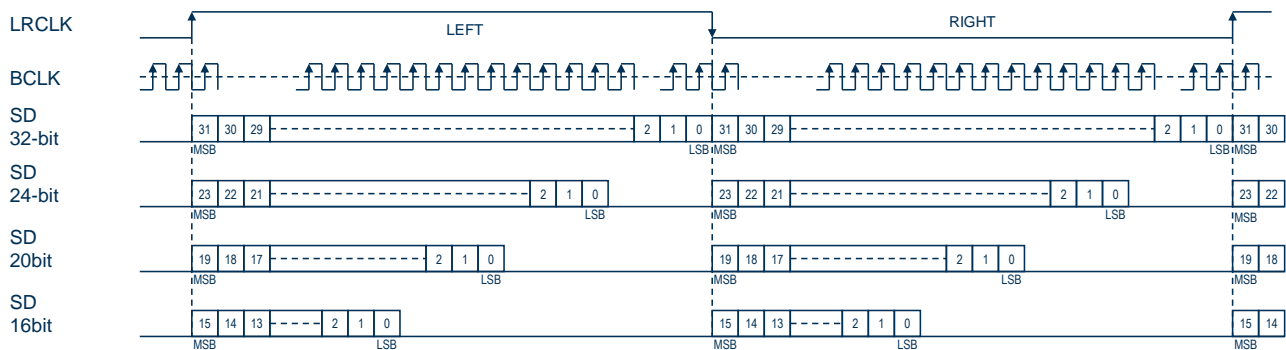 LRCLK
LEFT
RIGHT
BCLK
SD
32-bit
31 30 29 2 1 0 31 30 29 2 1 0 31 30
MSB LSB MSB LSB MSB
SD
24-bit
23 22 21 2 1 0 23 22 21 2 1 0 23 22
MSB LSB MSB LSB MSB
SD
20bit
19 18 17 2 1 0 19 18 17 2 1 0 19 18
MSB LSB MSB LSB MSB
SD
16bit
15 14 13 2 1 0 15 14 13 2 1 0 15 14
MSB LSB MSB LSB MSB